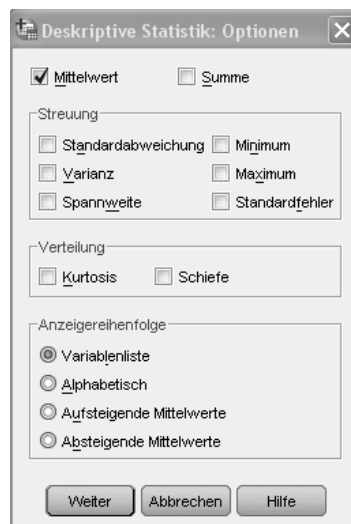 Deskriptive Statistik: Optionen
Mittelwert Summe
Streuung
Standardabweichung Minimum
Varianz Maximum
Spannweite Standardfehler
Verteilung
Kurtosis Schiefe
Anzeigereihenfolge
Variablenliste
Alphabetisch
Aufsteigende Mittelwerte
Absteigende Mittelwerte
Weiter Abbrechen Hilfe